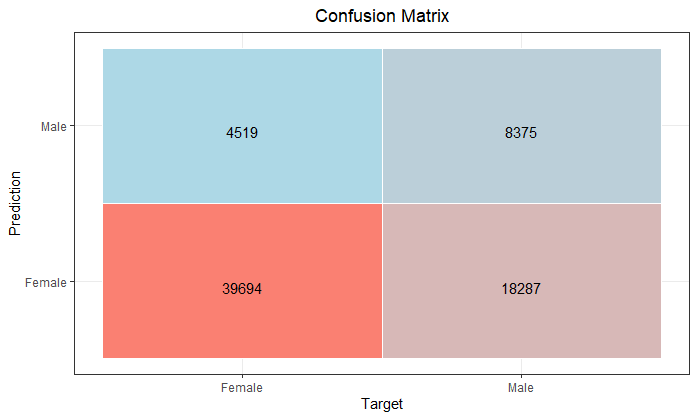 Confusion Matrix
Prediction
Male
4519
8375
Female
39694
18287
Female
Male
Target